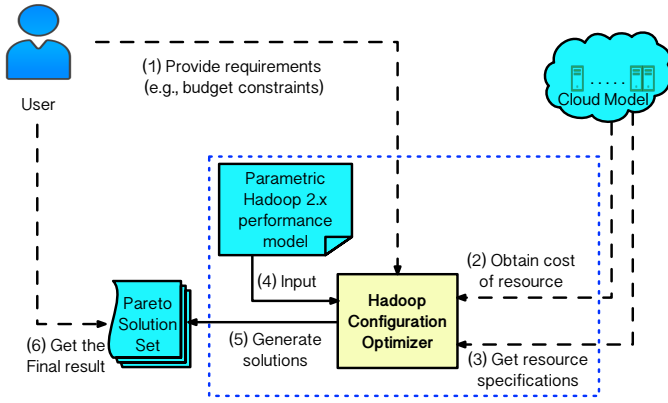 User
(1) Provide requirements
(e.g., budget constraints)
. . . . .
Cloud Model
Parametric
Hadoop 2.x
performance
model
(2) Obtain cost
of resource
(4) Input
Hadoop
Configuration
Optimizer
Pareto
Solution
Set
(5) Generate
solutions
(6) Get the
Final result
(3) Get resource
specifications